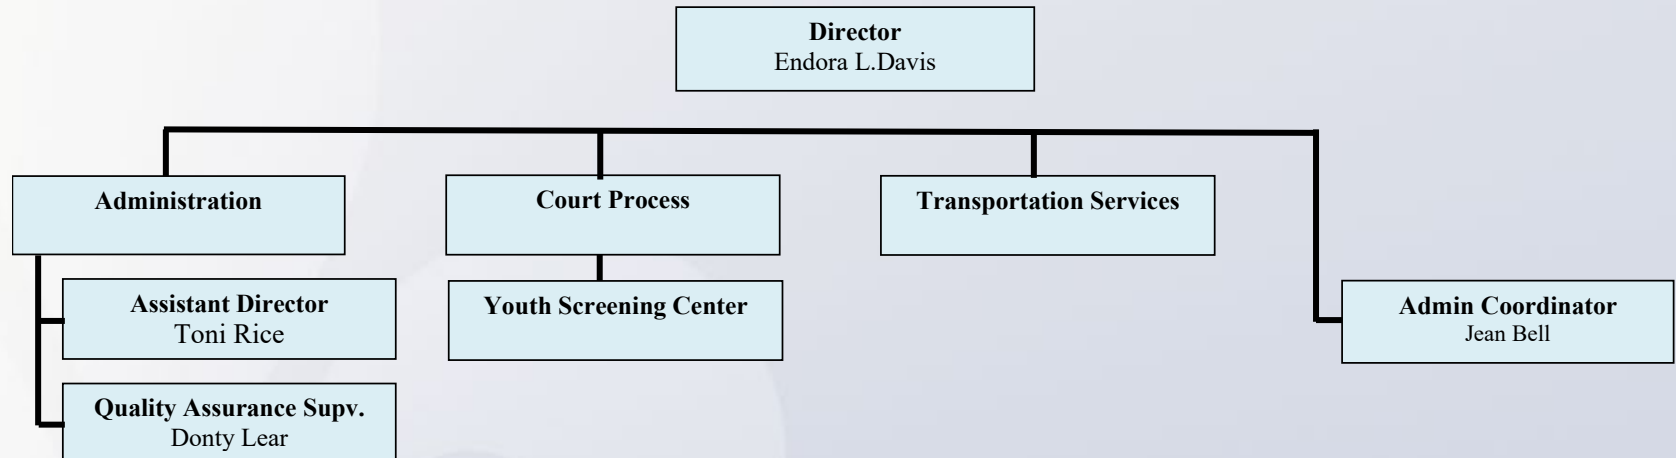 Director
Endora L.Davis
Administration
Court Process
Transportation Services
Assistant Director
Toni Rice
Youth Screening Center
Admin Coordinator
Jean Bell
Quality Assurance Supv.
Donty Lear